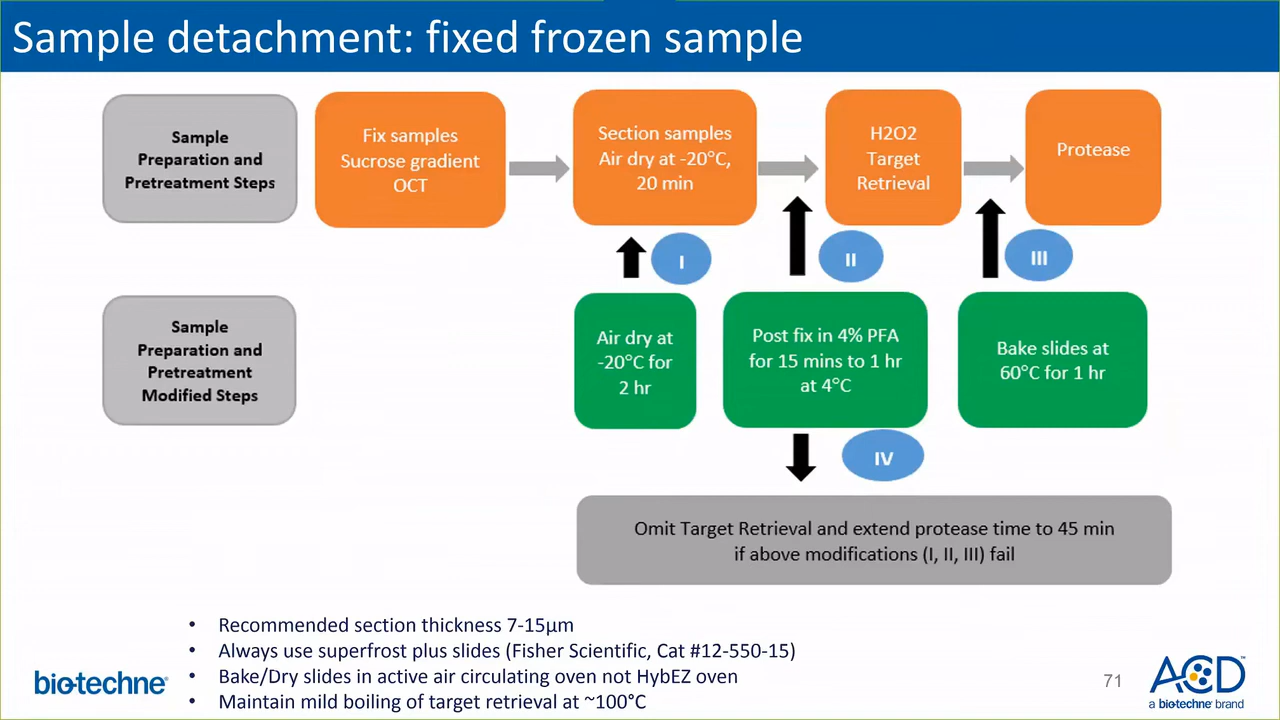 Sample detachment: fixed frozen sample
Sample
Preparation and
Pretreatment Steps
Fix samples
Sucrose gradient
OCT
Section samples
Air dry at -20°C,
20 min
H2O2
Target
Retrieval
Protease
I
II
III
Sample
Preparation and
Pretreatment
Modified Steps
Air dry at
-20°C for
2 hr
Post fix in 4% PFA
for 15 mins to 1 hr
at 4°C
Bake slides at
60°C for 1 hr
IV
Omit Target Retrieval and extend protease time to 45 min
if above modifications (I, II, III) fail
• Recommended section thickness 7-15µm
• Always use superfrost plus slides (Fisher Scientific, Cat #12-550-15)
• Bake/Dry slides in active air circulating oven not HybEZ oven
• Maintain mild boiling of target retrieval at ~100°C
bio-techne®
71
ACD™
a bio-techne® brand